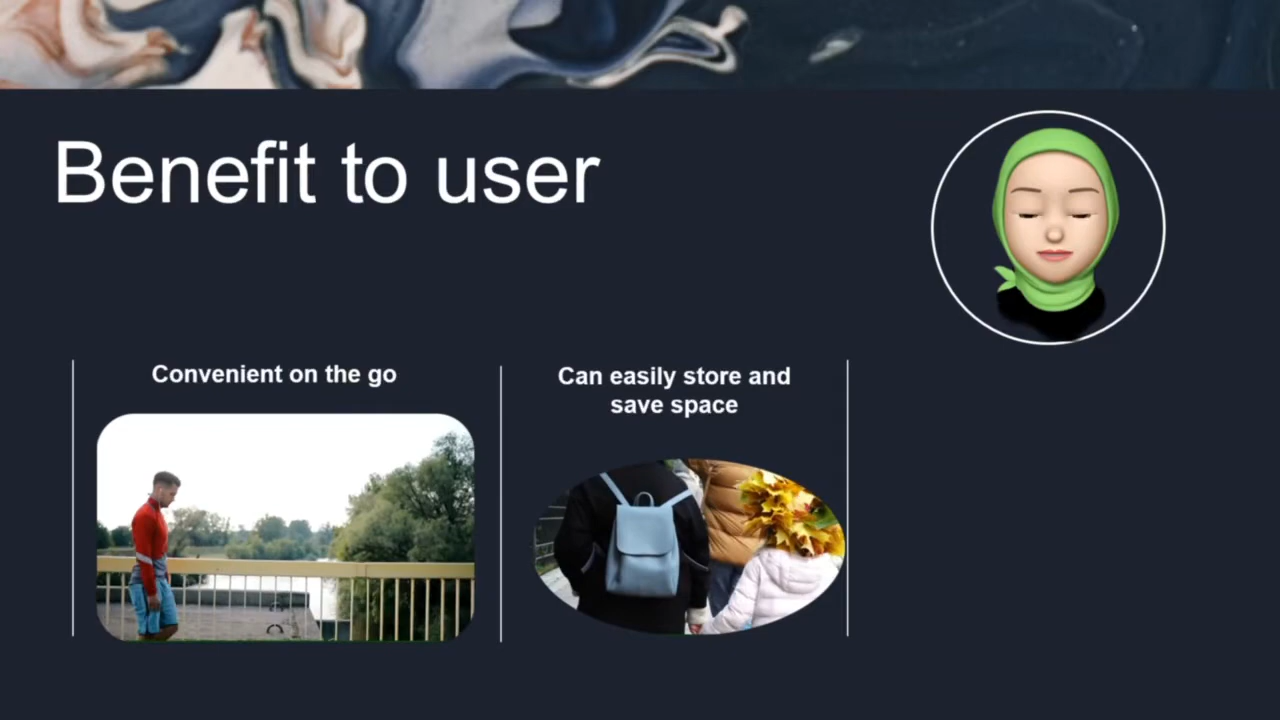 Benefit to user
Convenient on the go
Can easily store and
save space